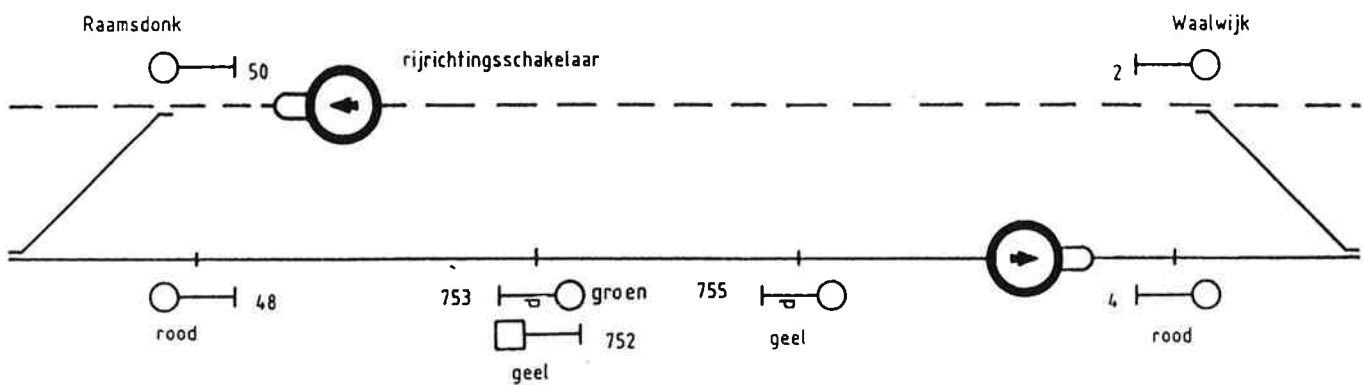 Raamsdonk
Waalwijk
50
rijrichtingsschakelaar
2
48
753
groen
755
4
rood
752
geel
rood
geel